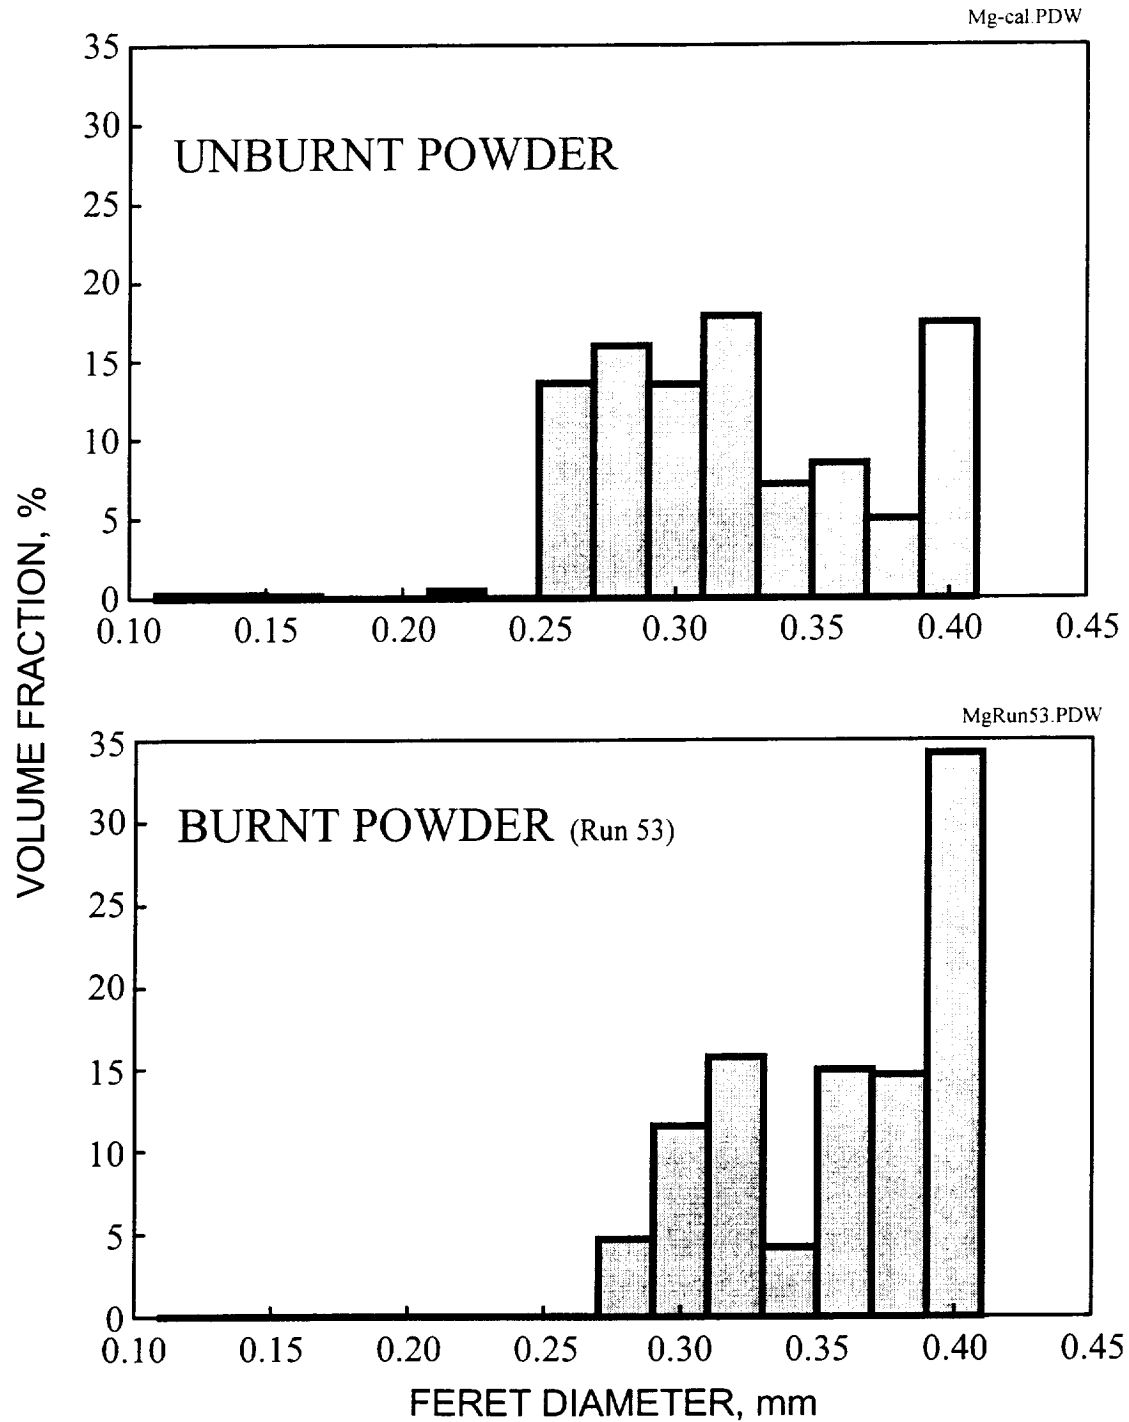 Mg-cal.PDW
35
30
UNBURNT POWDER
25
20
15
10
5
0
0.10 0.15 0.20 0.25 0.30 0.35 0.40 0.45
VOLUME FRACTION, %
MgRun53.PDW
35
30
BURNT POWDER (Run 53)
25
20
15
10
5
0
0.10 0.15 0.20 0.25 0.30 0.35 0.40 0.45
FERET DIAMETER, mm